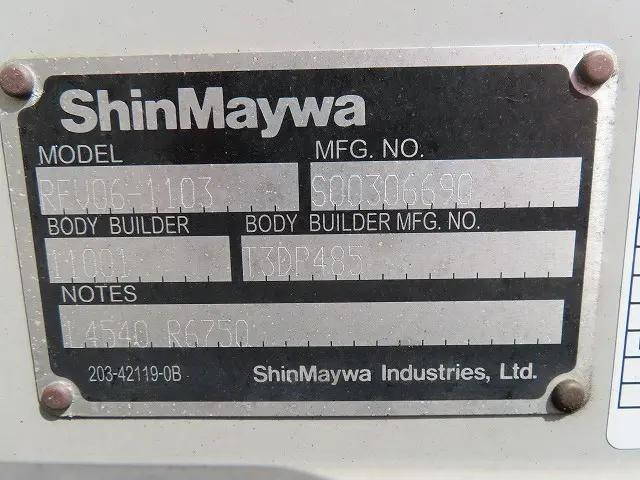 ShinMaywa
MODEL MFG. NO.
RFV06-1103 S00306690
BODY BUILDER BODY BUILDER MFG. NO.
11001 T3DP485
NOTES
L4540 R6750
203-42119-0B ShinMaywa Industries, Ltd.